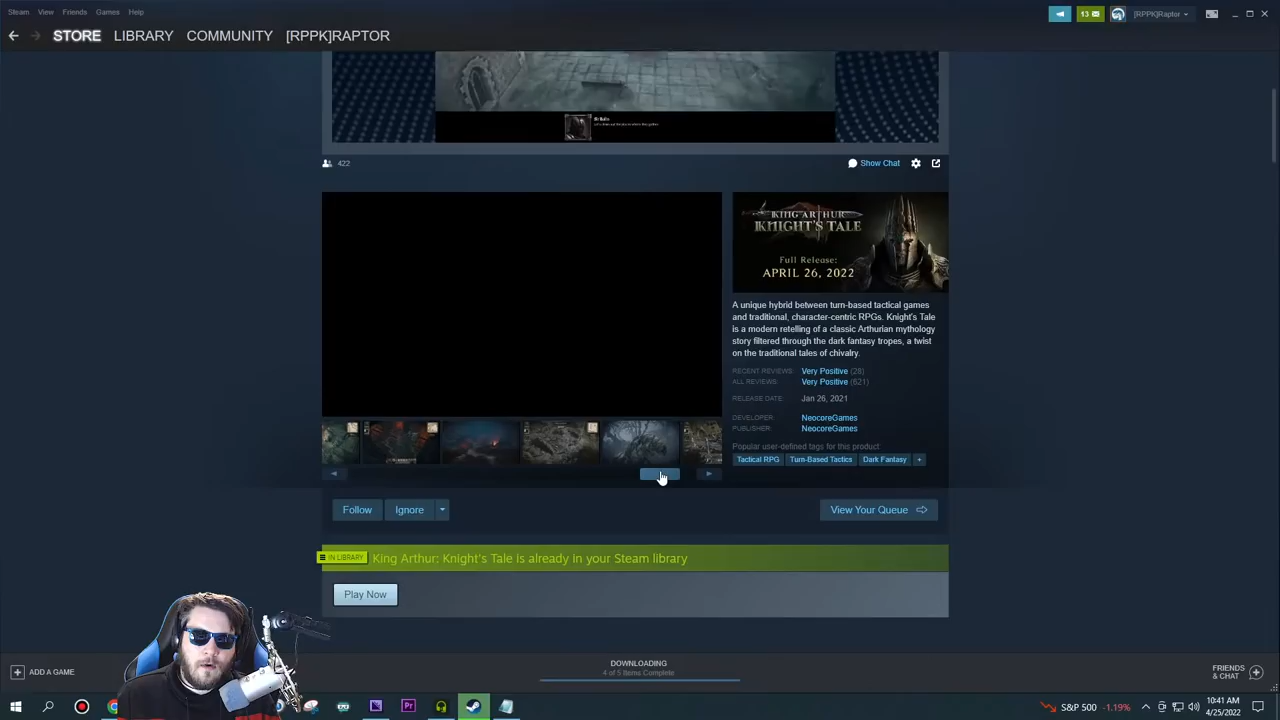 Steam View Friends Games Help
13 [RPPK]Raptor
STORE LIBRARY COMMUNITY [RPPK]RAPTOR
422
Show Chat
KING ARTHUR
KNIGHT'S TALE
Full Release:
APRIL 26, 2022
A unique hybrid between turn-based tactical games
and traditional, character-centric RPGs. Knight's Tale
is a modern retelling of a classic Arthurian mythology
story filtered through the dark fantasy tropes, a twist
on the traditional tales of chivalry.
RECENT REVIEWS: Very Positive (28)
ALL REVIEWS: Very Positive (621)
RELEASE DATE: Jan 26, 2021
DEVELOPER: NeocoreGames
PUBLISHER: NeocoreGames
Popular user-defined tags for this product:
Tactical RPG Turn-Based Tactics Dark Fantasy +
Follow Ignore View Your Queue
IN LIBRARY King Arthur: Knight's Tale is already in your Steam library
Play Now
ADD A GAME
DOWNLOADING
4 of 5 Items Complete
FRIENDS
& CHAT
S&P 500 -1.19%
10:41 AM
4/25/2022